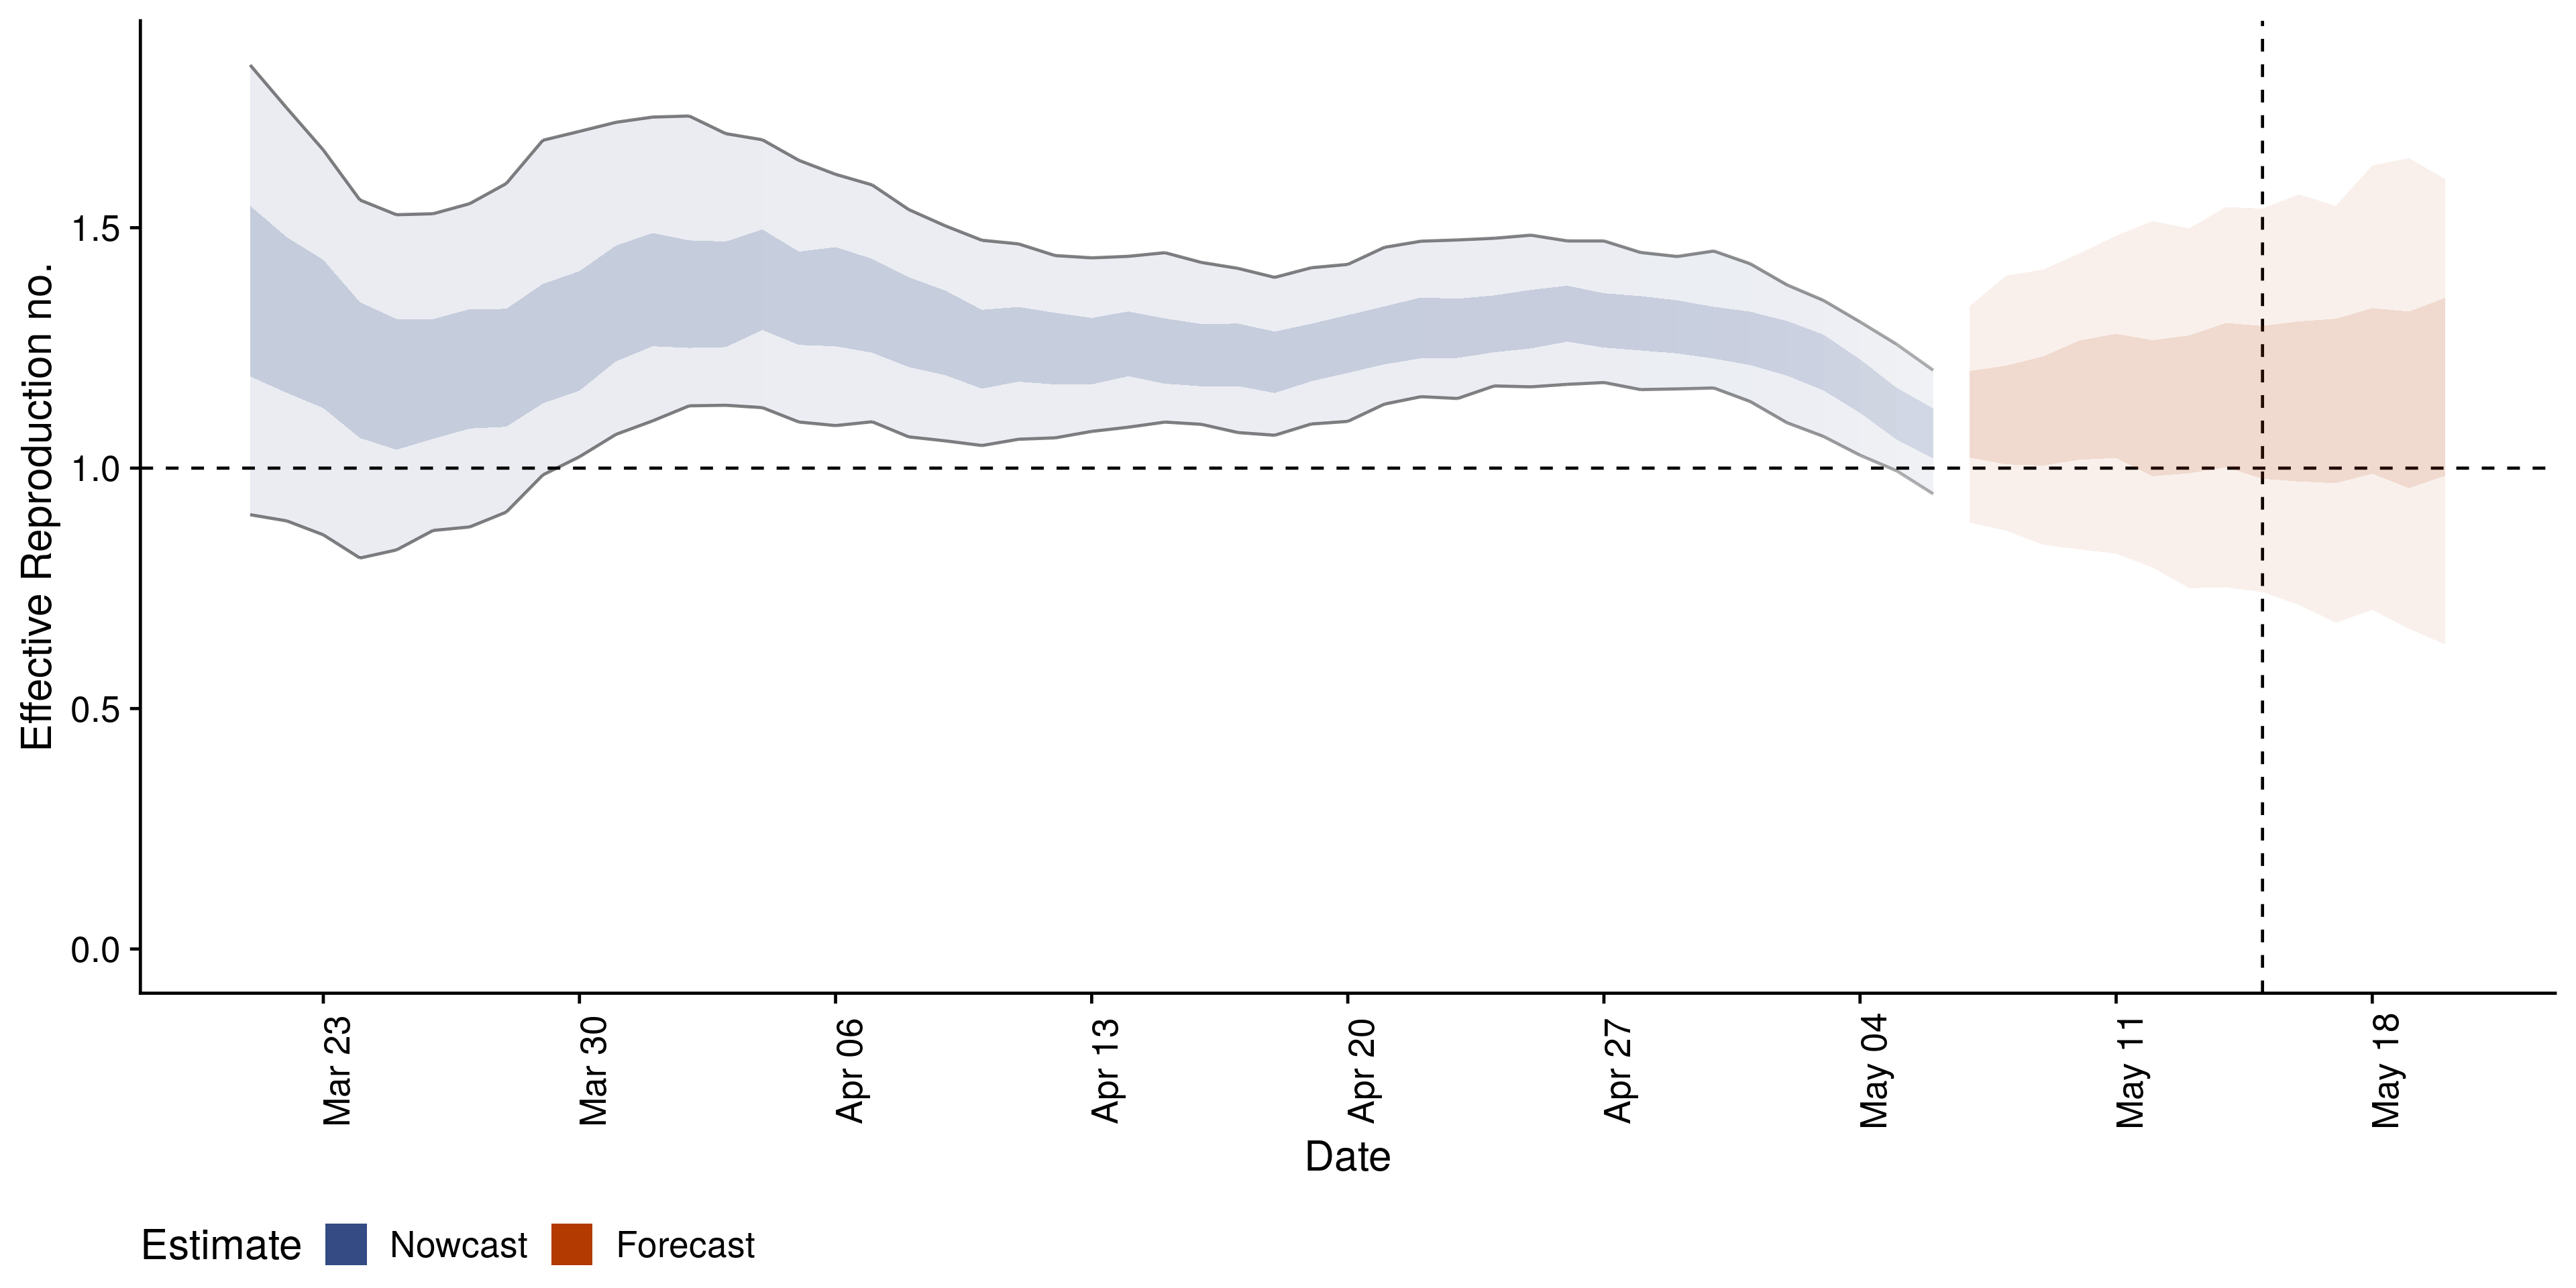 Effective Reproduction no.
1.5
1.0
0.5
0.0
Mar 23
Mar 30
Apr 06
Apr 13
Apr 20
Apr 27
May 04
May 11
May 18
Date
Estimate Nowcast Forecast